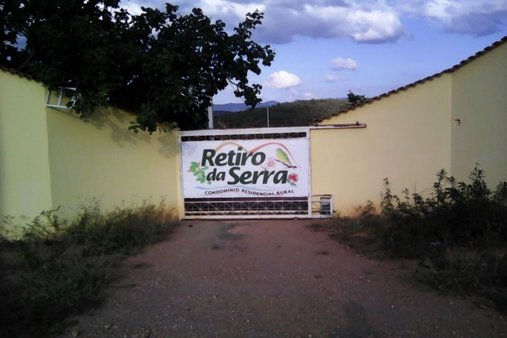 Retiro
da Serra
CONDOMÍNIO RESIDENCIAL RURAL